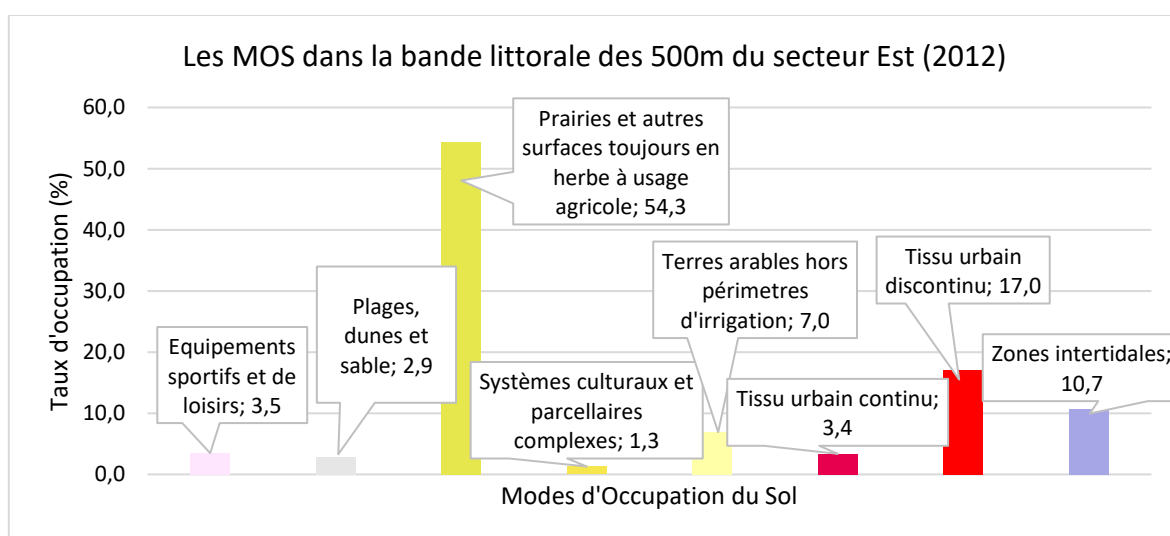 Les MOS dans la bande littorale des 500m du secteur Est (2012)
Taux d'occupation (%)
60,0
50,0
40,0
30,0
20,0
10,0
0,0
Equipements
sportifs et de
loisirs; 3,5
Plages,
dunes et
sable; 2,9
Prairies et autres
surfaces toujours en
herbe à usage
agricole; 54,3
Systèmes culturaux et
parcellaires
complexes; 1,3
Terres arables hors
périmetres
d'irrigation; 7,0
Tissu urbain continu;
3,4
Tissu urbain
discontinu; 17,0
Zones intertidales;
10,7
Modes d'Occupation du Sol